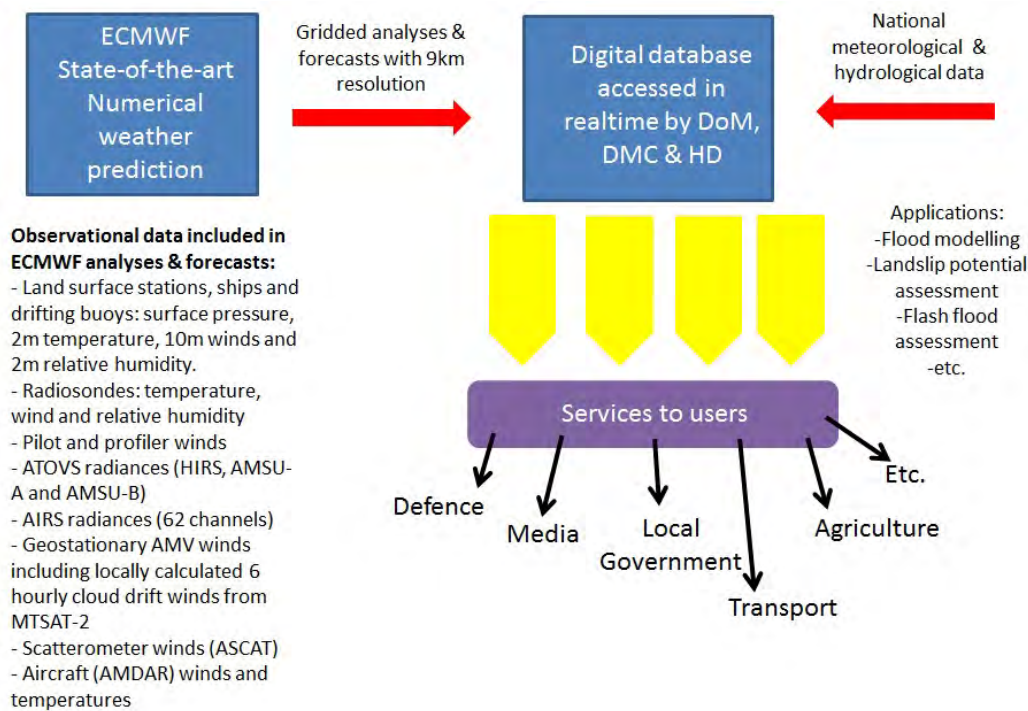 ECMWF
State-of-the-art
Numerical
weather
prediction
Gridded analyses &
forecasts with 9km
resolution
Digital database
accessed in
realtime by DoM,
DMC & HD
National
meteorological &
hydrological data
Observational data included in
ECMWF analyses & forecasts:
- Land surface stations, ships and
drifting buoys: surface pressure,
2m temperature, 10m winds and
2m relative humidity.
- Radiosondes: temperature,
wind and relative humidity
- Pilot and profiler winds
- ATOVS radiances (HIRS, AMSU-
A and AMSU-B)
- AIRS radiances (62 channels)
- Geostationary AMV winds
including locally calculated 6
hourly cloud drift winds from
MTSAT-2
- Scatterometer winds (ASCAT)
- Aircraft (AMDAR) winds and
temperatures
Applications:
-Flood modelling
-Landslip potential
assessment
-Flash flood
assessment
-etc.
Services to users
Defence
Media
Local
Government
Transport
Agriculture
Etc.